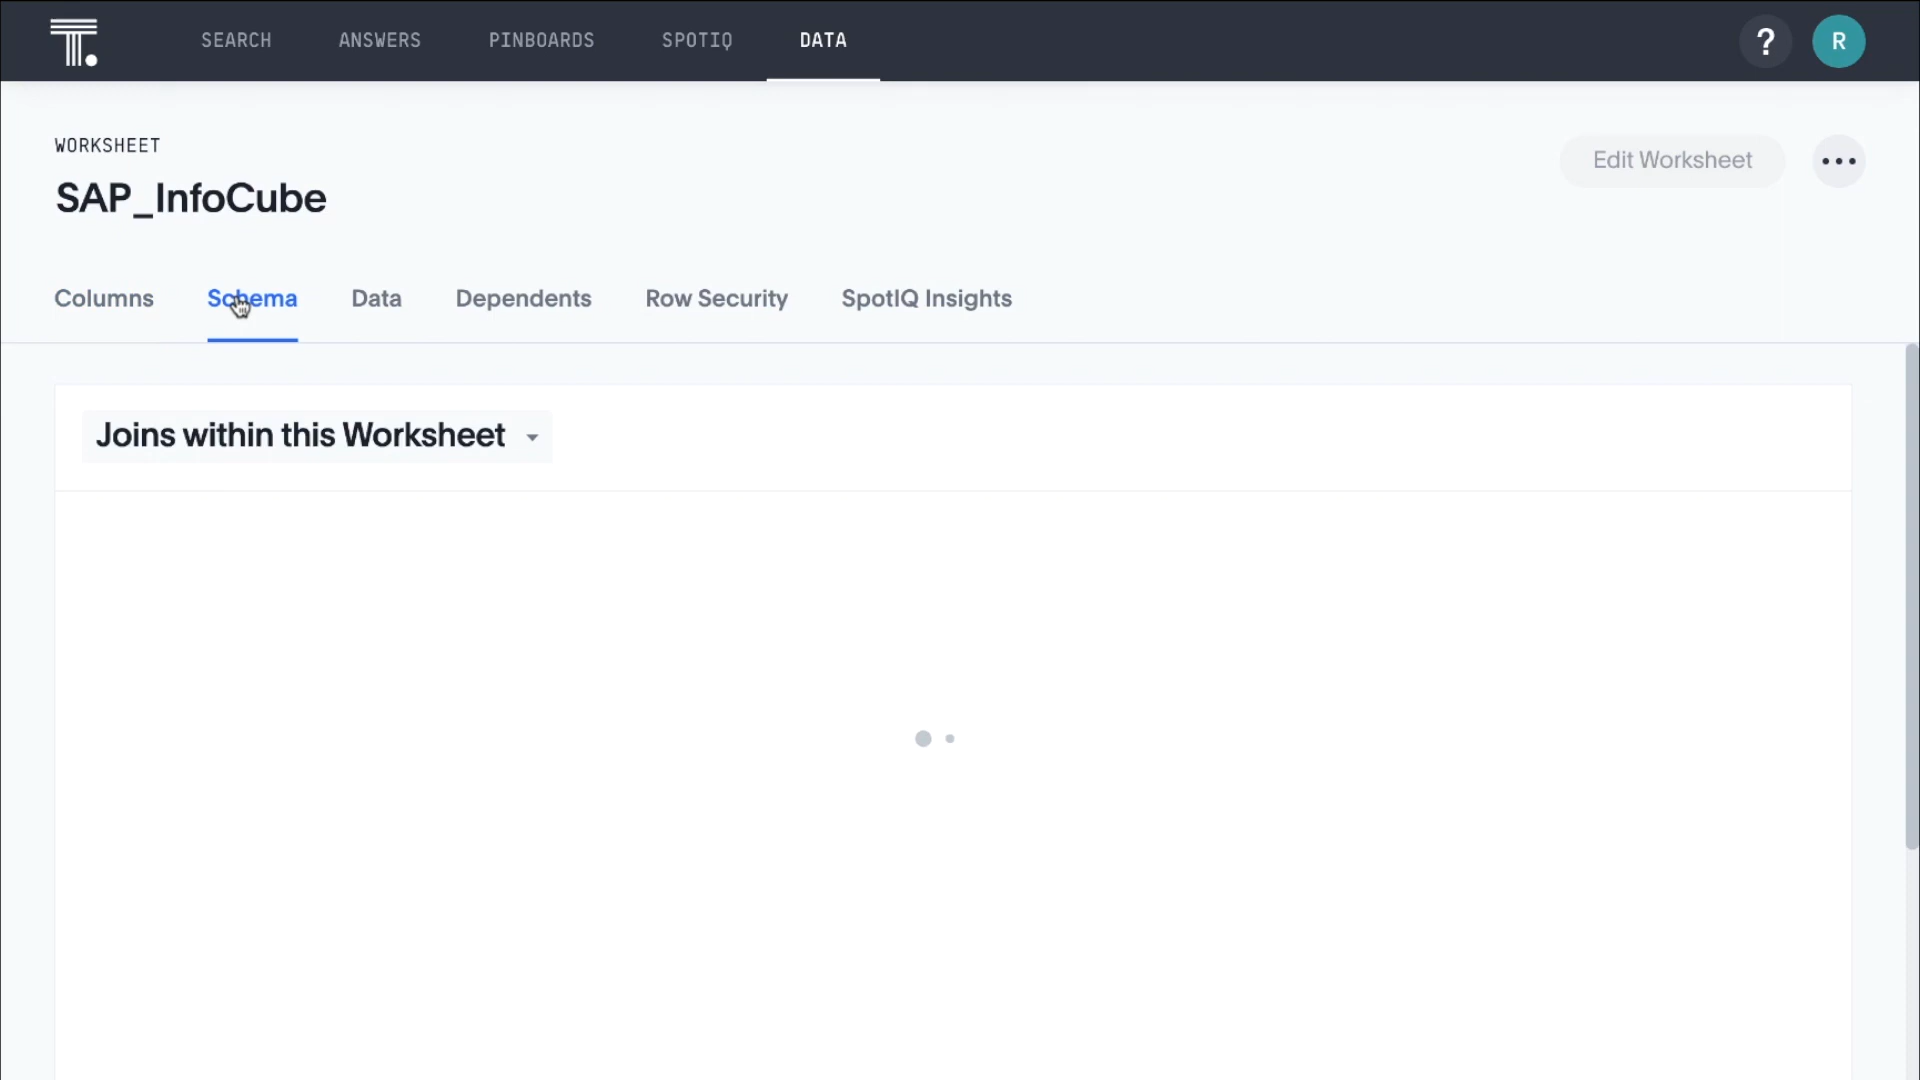 T. SEARCH ANSWERS PINBOARDS SPOTIQ DATA ? R
WORKSHEET
Edit Worksheet
SAP_InfoCube
Columns Schema Data Dependents Row Security SpotIQ Insights
Joins within this Worksheet